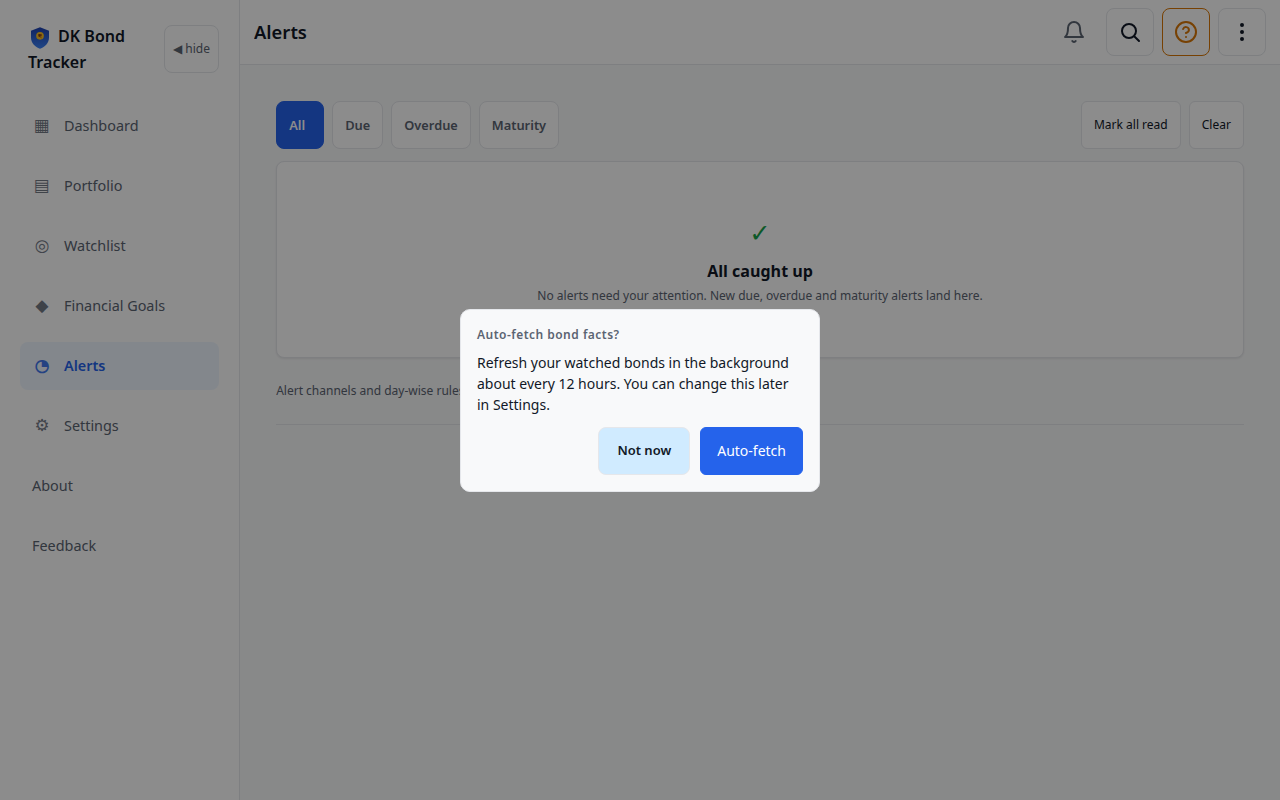 DK Bond
Tracker
◀ hide
Dashboard
Portfolio
Watchlist
Financial Goals
Alerts
Settings
About
Feedback
Alerts
All
Due
Overdue
Maturity
Mark all read
Clear
✓
All caught up
No alerts need your attention. New due, overdue and maturity alerts land here.
Alert channels and day-wise
Auto-fetch bond facts?
Refresh your watched bonds in the background
about every 12 hours. You can change this later
in Settings.
Not now
Auto-fetch